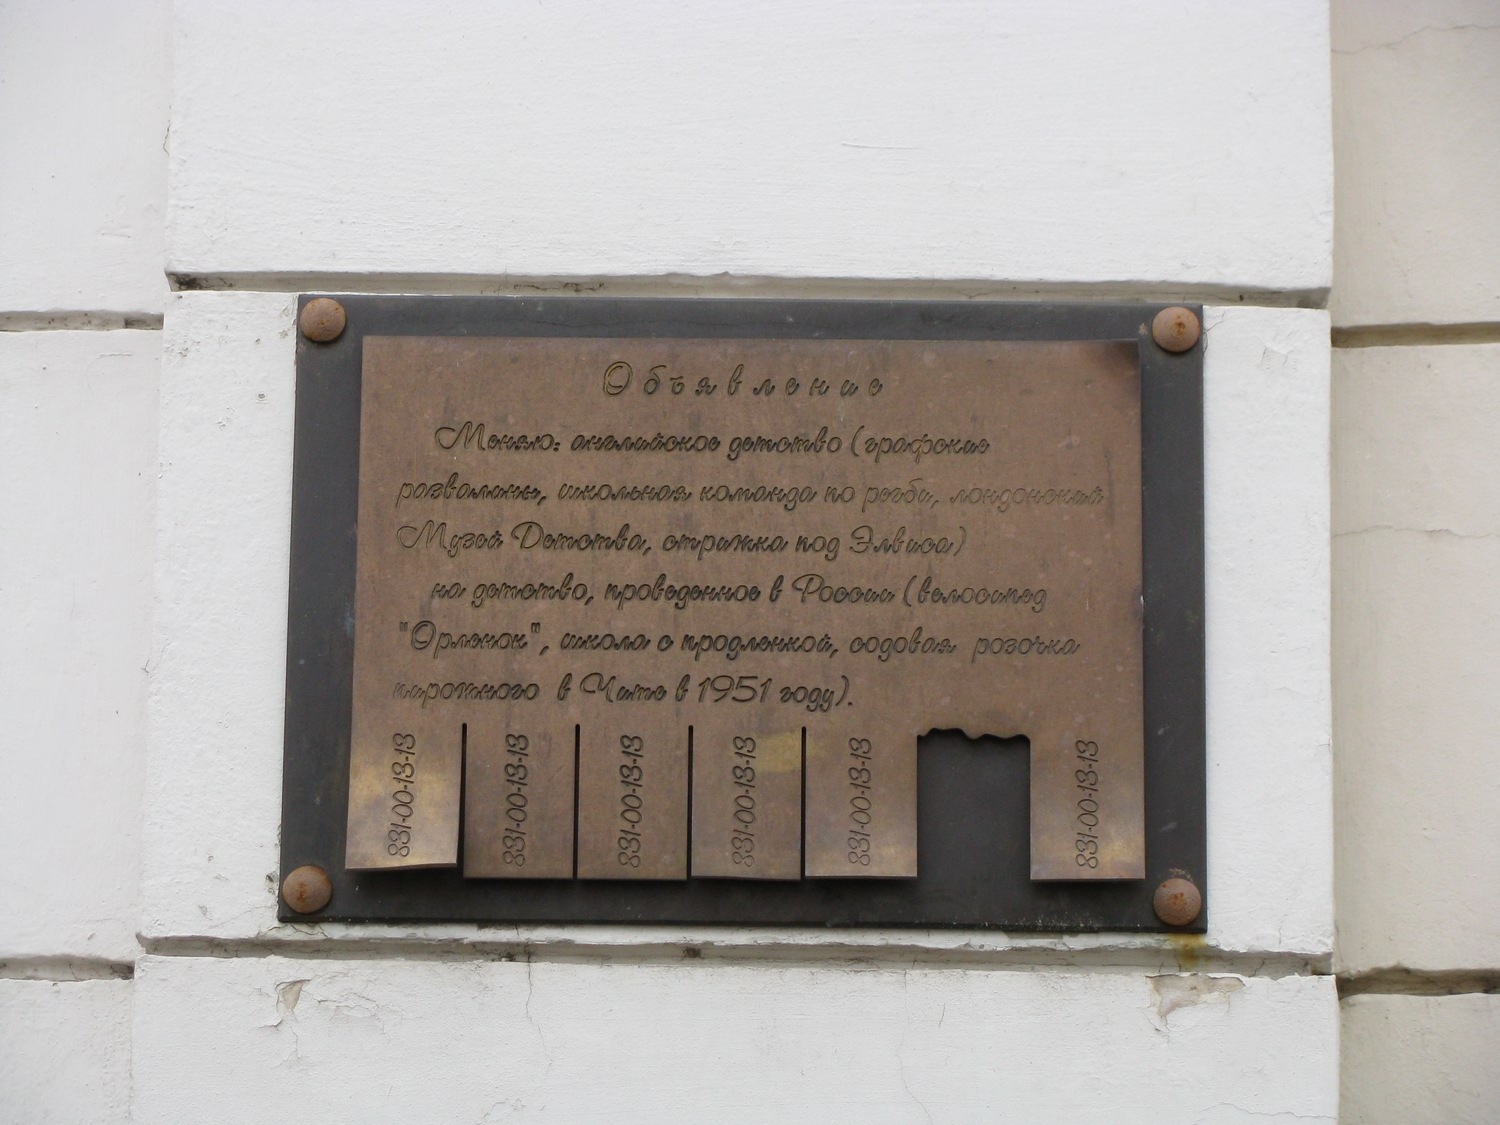 Объявление
Меняю: английское детство (графские
развалины, школьная команда по регби, лондонский
Музей Детства, стрижка под Элвиса)
на детство, проведенное в России (велосипед
"Орленок", школа с продленкой, содовая розочка
пирожного в Чите в 1951 году).
831-00-13-13
831-00-13-13
831-00-13-13
831-00-13-13
831-00-13-13
831-00-13-13